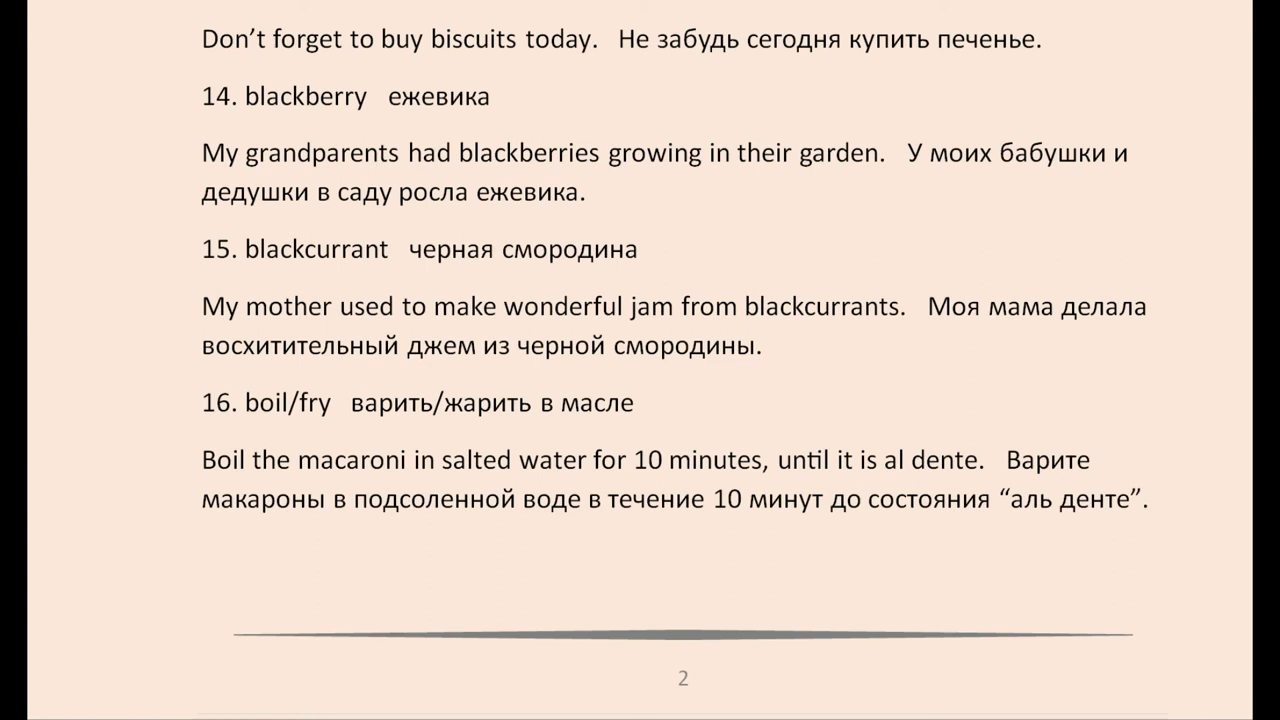 Don’t forget to buy biscuits today.   Не забудь сегодня купить печенье.
14. blackberry   ежевика
My grandparents had blackberries growing in their garden.   У моих бабушки и
дедушки в саду росла ежевика.
15. blackcurrant   черная смородина
My mother used to make wonderful jam from blackcurrants.   Моя мама делала
восхитительный джем из черной смородины.
16. boil/fry   варить/жарить в масле
Boil the macaroni in salted water for 10 minutes, until it is al dente.   Варите
макароны в подсоленной воде в течение 10 минут до состояния “аль денте”.
2